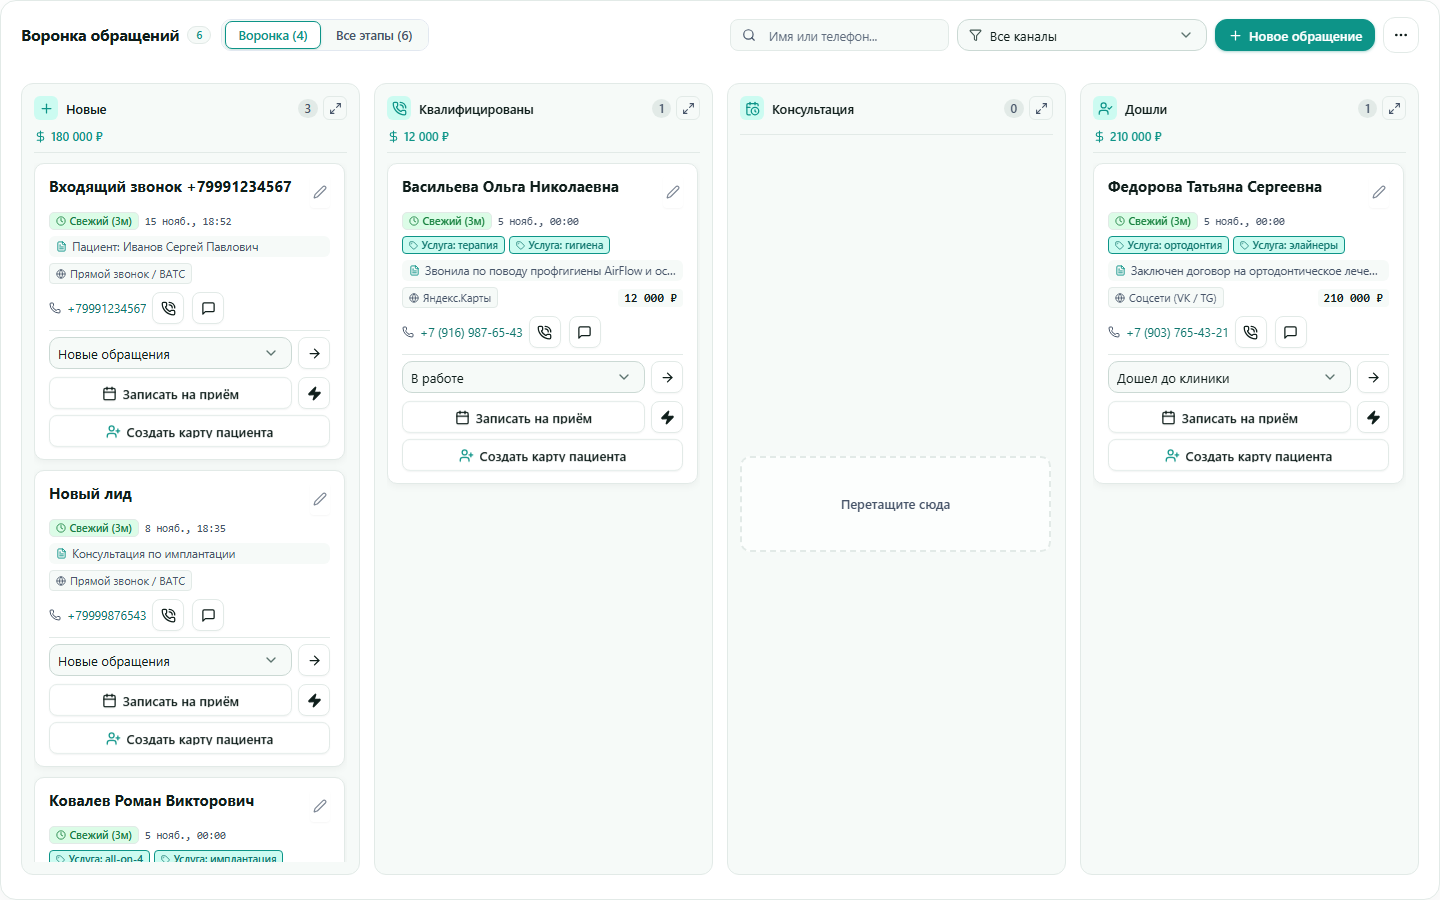 Воронка обращений 6 Воронка (4) Все этапы (6) Имя или телефон... Все каналы Новое обращение
Новые 3
180 000 ₽
Входящий звонок +79991234567
Свежий (3м) 15 нояб., 18:52
Пациент: Иванов Сергей Павлович
Прямой звонок / ВАТС
+79991234567
Новые обращения
Записать на приём
Создать карту пациента
Новый лид
Свежий (3м) 8 нояб., 18:35
Консультация по имплантации
Прямой звонок / ВАТС
+79999876543
Новые обращения
Записать на приём
Создать карту пациента
Ковалев Роман Викторович
Свежий (3м) 5 нояб., 00:00
Услуга: all-on-4 Услуга: имплантация
Квалифицированы 1
12 000 ₽
Васильева Ольга Николаевна
Свежий (3м) 5 нояб., 00:00
Услуга: терапия Услуга: гигиена
Звонила по поводу профгигиены AirFlow и ос...
Яндекс.Карты 12 000 ₽
+7 (916) 987-65-43
В работе
Записать на приём
Создать карту пациента
Консультация 0
Перетащите сюда
Дошли 1
210 000 ₽
Федорова Татьяна Сергеевна
Свежий (3м) 5 нояб., 00:00
Услуга: ортодонтия Услуга: элайнеры
Заключен договор на ортодонтическое лече...
Соцсети (VK / TG) 210 000 ₽
+7 (903) 765-43-21
Дошел до клиники
Записать на приём
Создать карту пациента